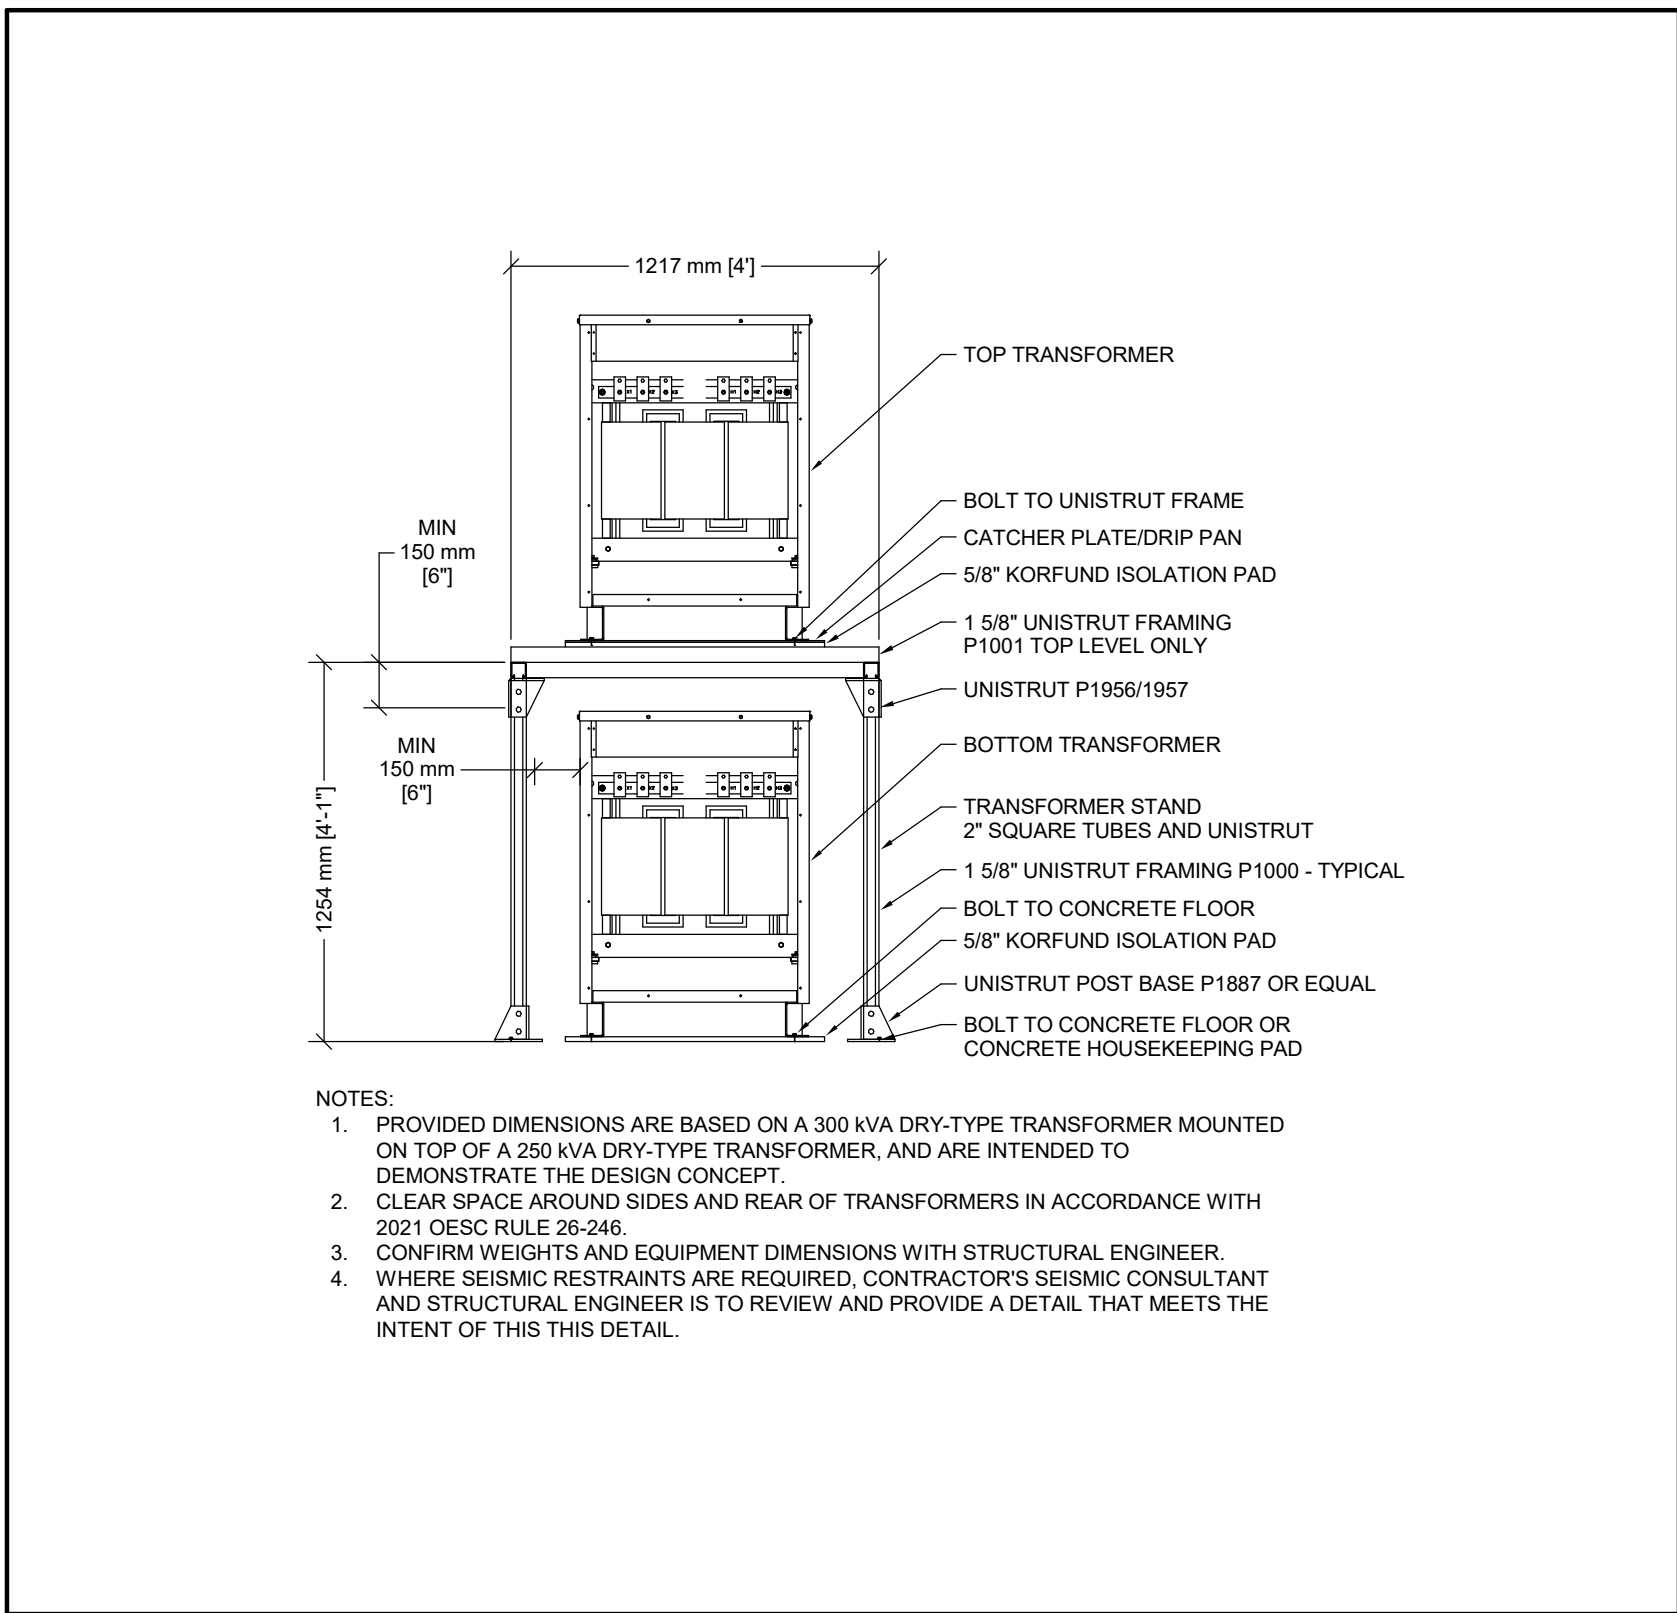 1217 mm [4']
TOP TRANSFORMER
BOLT TO UNISTRUT FRAME
CATCHER PLATE/DRIP PAN
5/8" KORFUND ISOLATION PAD
1 5/8" UNISTRUT FRAMING
P1001 TOP LEVEL ONLY
UNISTRUT P1956/1957
BOTTOM TRANSFORMER
TRANSFORMER STAND
2" SQUARE TUBES AND UNISTRUT
1 5/8" UNISTRUT FRAMING P1000 - TYPICAL
BOLT TO CONCRETE FLOOR
5/8" KORFUND ISOLATION PAD
UNISTRUT POST BASE P1887 OR EQUAL
BOLT TO CONCRETE FLOOR OR
CONCRETE HOUSEKEEPING PAD
MIN
150 mm
[6"]
MIN
150 mm
[6"]
1254 mm [4'-1"]
NOTES:
1. PROVIDED DIMENSIONS ARE BASED ON A 300 kVA DRY-TYPE TRANSFORMER MOUNTED
ON TOP OF A 250 kVA DRY-TYPE TRANSFORMER, AND ARE INTENDED TO
DEMONSTRATE THE DESIGN CONCEPT.
2. CLEAR SPACE AROUND SIDES AND REAR OF TRANSFORMERS IN ACCORDANCE WITH
2021 OESC RULE 26-246.
3. CONFIRM WEIGHTS AND EQUIPMENT DIMENSIONS WITH STRUCTURAL ENGINEER.
4. WHERE SEISMIC RESTRAINTS ARE REQUIRED, CONTRACTOR'S SEISMIC CONSULTANT
AND STRUCTURAL ENGINEER IS TO REVIEW AND PROVIDE A DETAIL THAT MEETS THE
INTENT OF THIS THIS DETAIL.